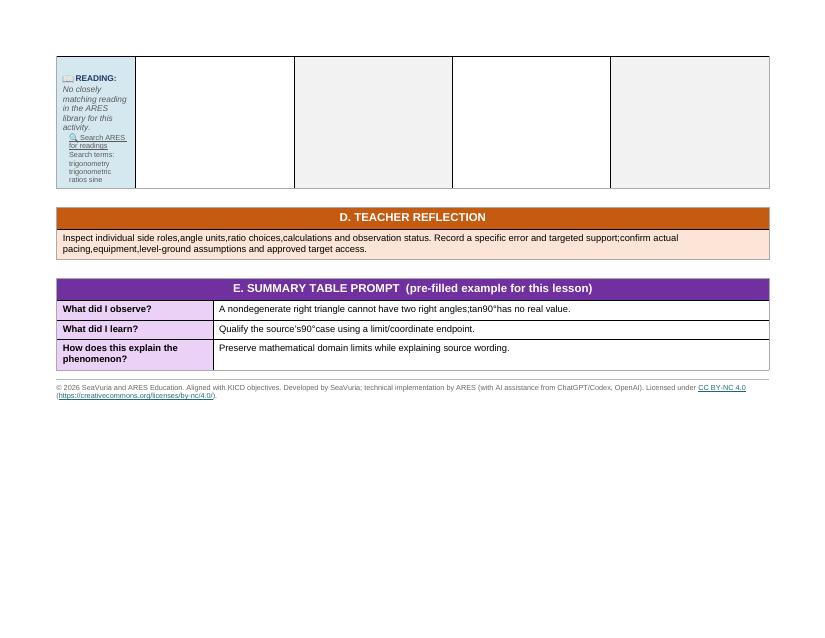 📖 READING:
No closely
matching reading
in the ARES
library for this
activity.
🔍 Search ARES
for readings
Search terms:
trigonometry
trigonometric
ratios sine
D. TEACHER REFLECTION
Inspect individual side roles,angle units,ratio choices,calculations and observation status. Record a specific error and targeted support;confirm actual
pacing,equipment,level-ground assumptions and approved target access.
E. SUMMARY TABLE PROMPT (pre-filled example for this lesson)
What did I observe?
A nondegenerate right triangle cannot have two right angles;tan90°has no real value.
What did I learn?
Qualify the source's90°case using a limit/coordinate endpoint.
How does this explain the
phenomenon?
Preserve mathematical domain limits while explaining source wording.
© 2026 SeaVuria and ARES Education. Aligned with KICD objectives. Developed by SeaVuria; technical implementation by ARES (with AI assistance from ChatGPT/Codex, OpenAI). Licensed under CC BY-NC 4.0
(https://creativecommons.org/licenses/by-nc/4.0/).